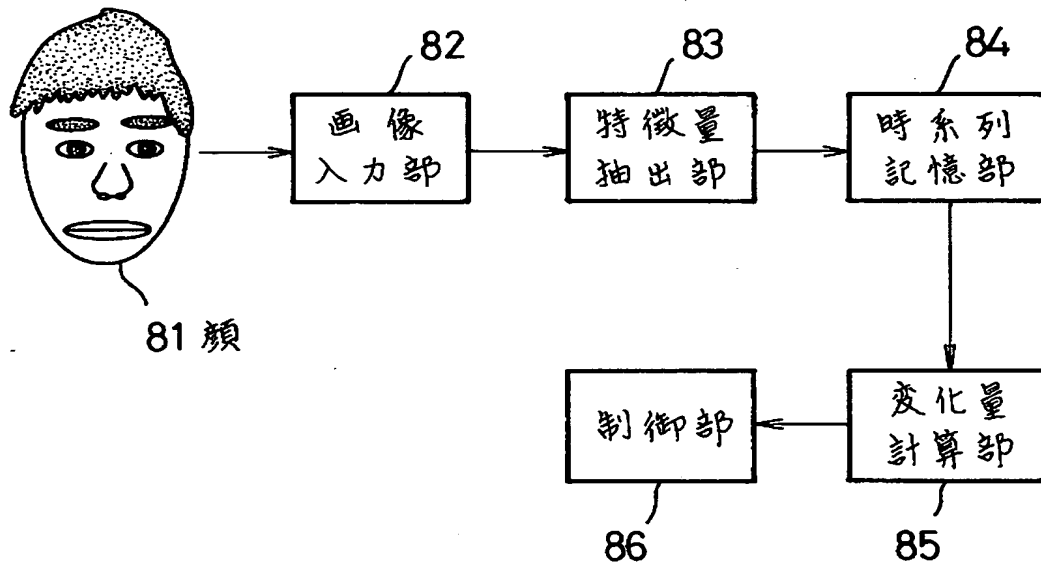 82
83
84
画像
入力部
特徴量
抽出部
時系列
記憶部
81 顔
制御部
変化量
計算部
86
85